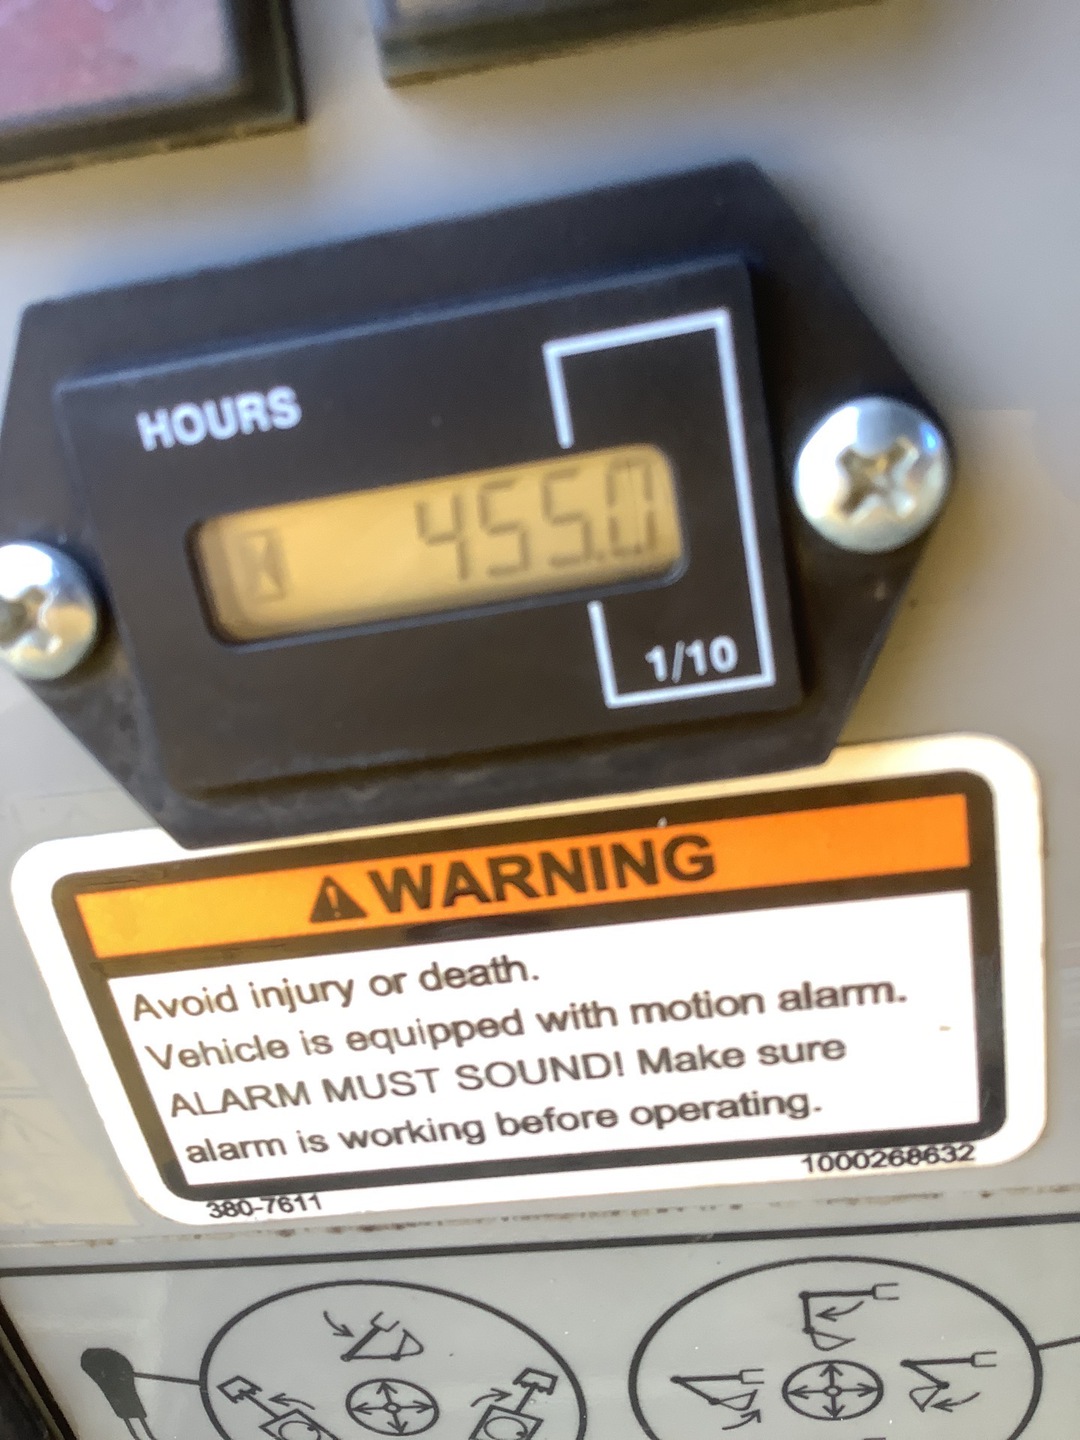 HOURS
455.0
1/10
WARNING
Avoid injury or death.
Vehicle is equipped with motion alarm.
ALARM MUST SOUND! Make sure
alarm is working before operating.
380-7611
1000268632